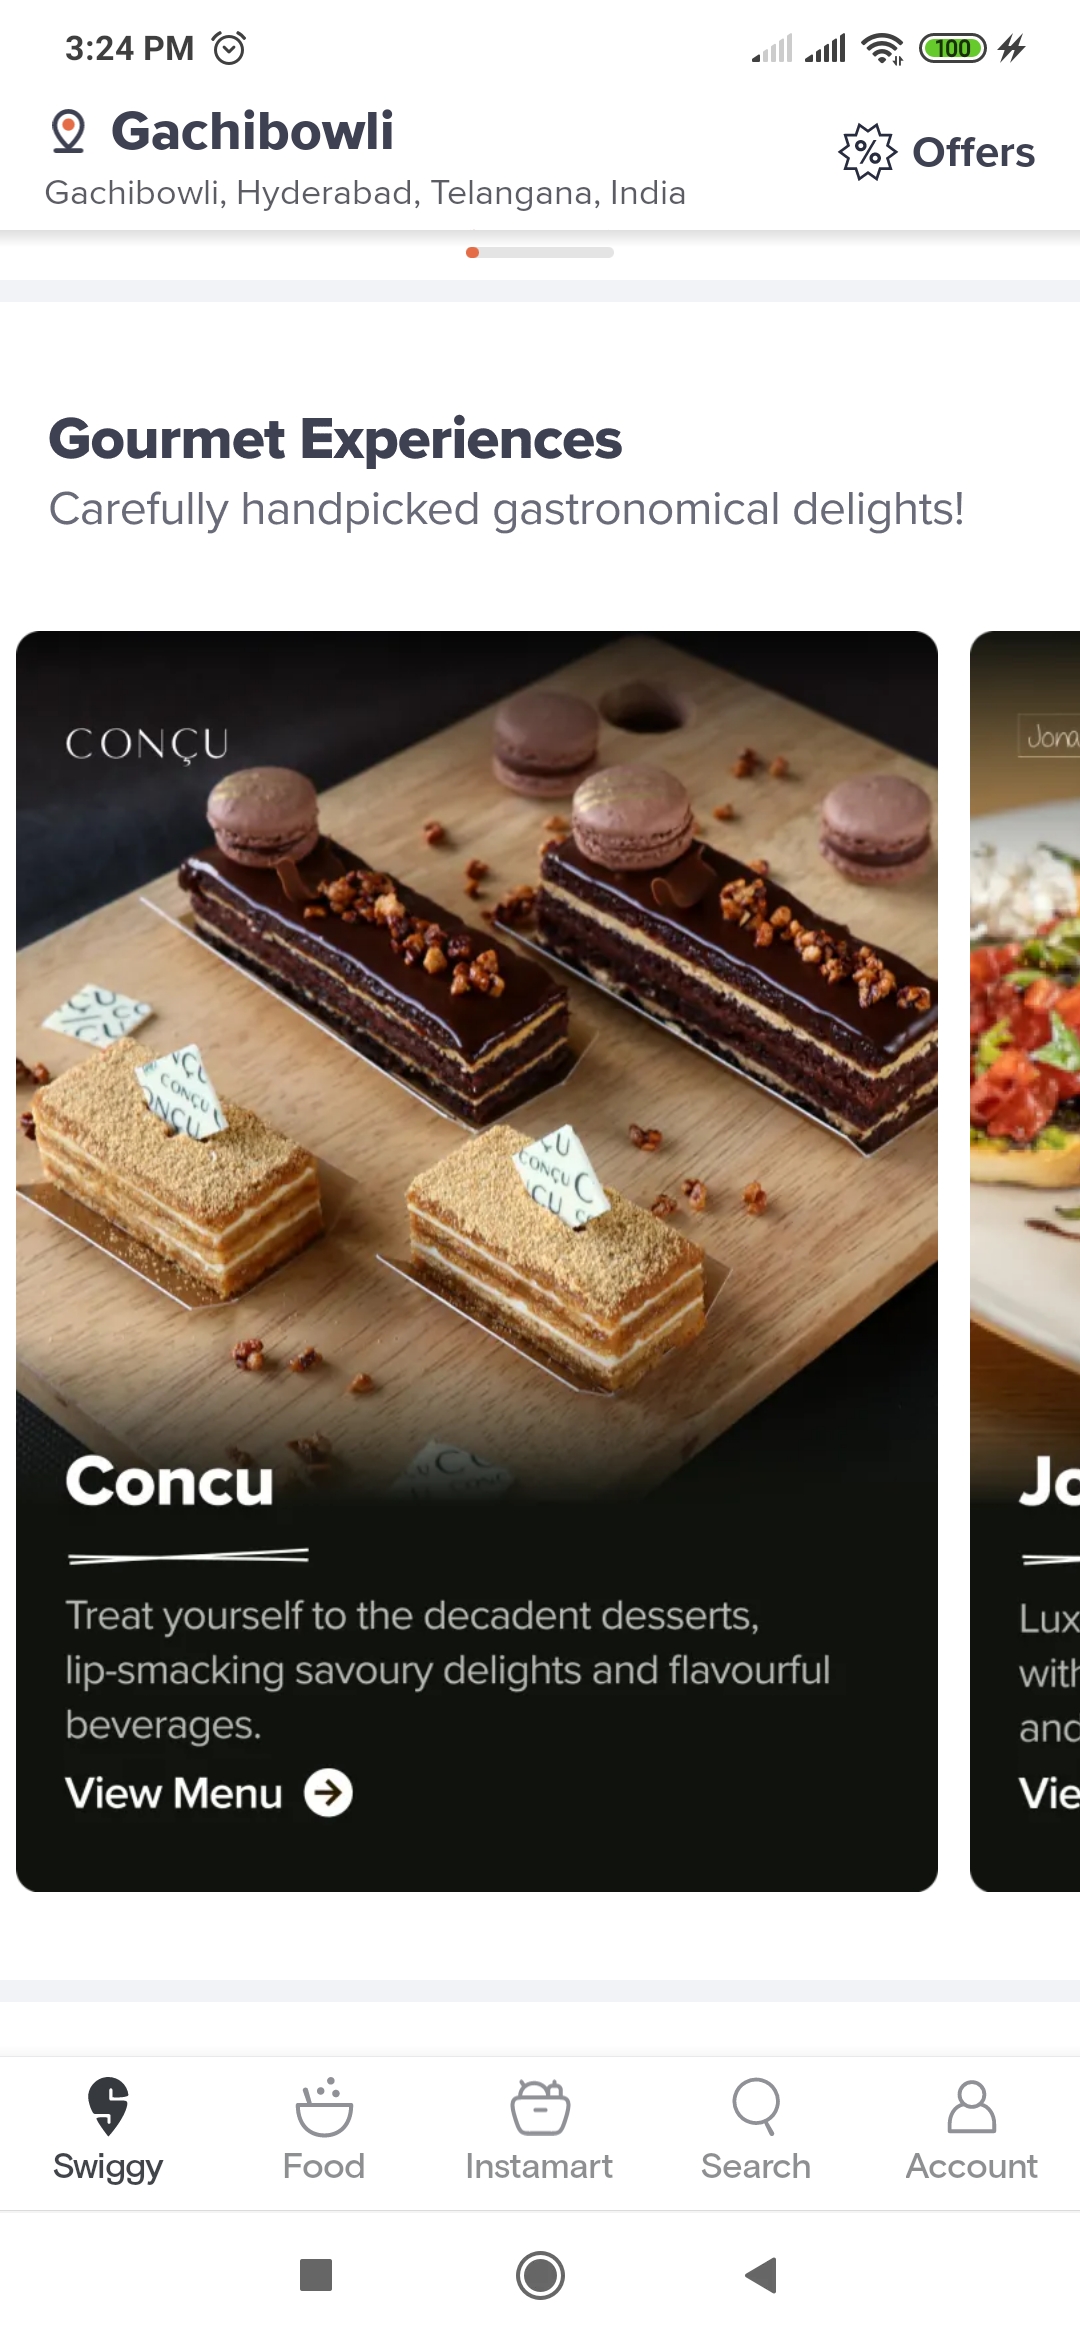 3:24 PM
100
Gachibowli
Offers
Gachibowli, Hyderabad, Telangana, India
Gourmet Experiences
Carefully handpicked gastronomical delights!
CONÇU
Jona
CONÇU
CONÇU
Concu
Treat yourself to the decadent desserts,
lip-smacking savoury delights and flavourful
beverages.
View Menu
Jo
Lux
with
and
Vie
Swiggy
Food
Instamart
Search
Account